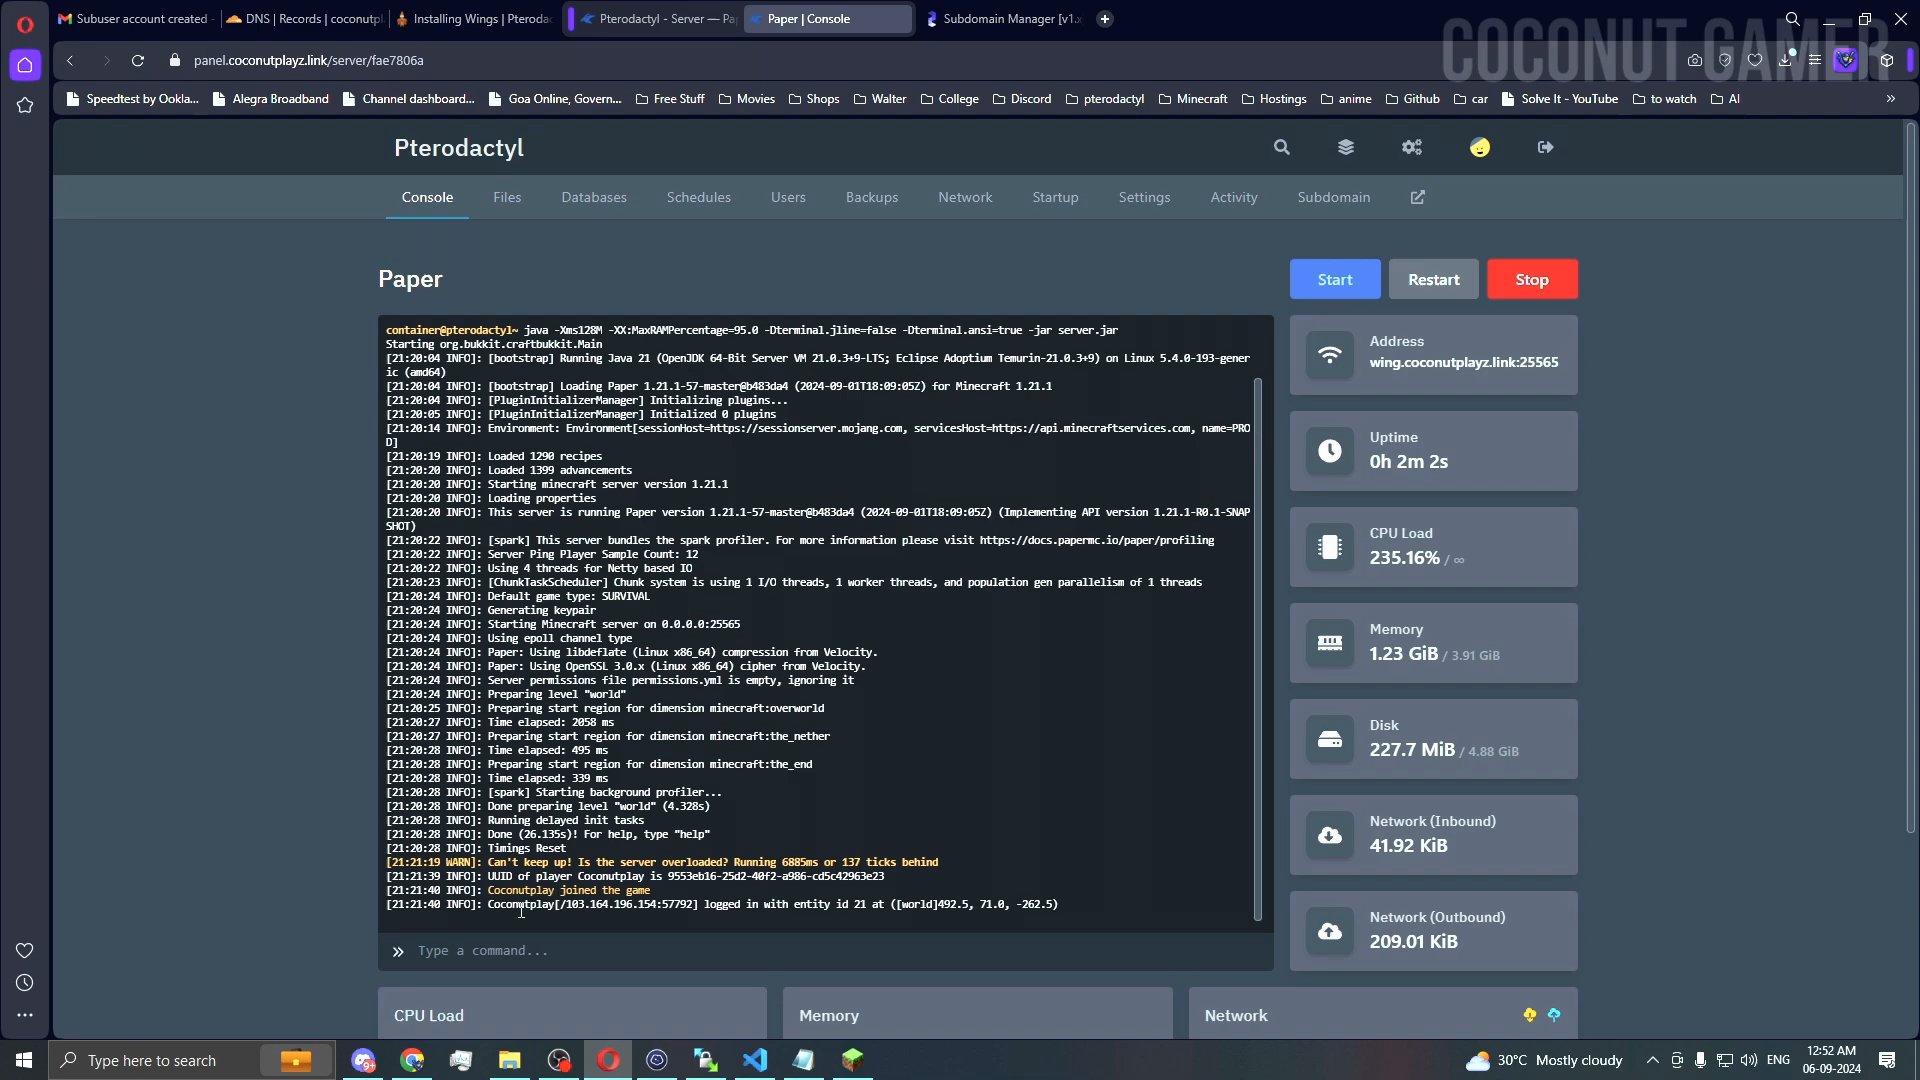 Subuser account created
DNS | Records | coconutpl
Installing Wings | Pteroda
Pterodactyl - Server — Pa
Paper | Console
Subdomain Manager [v1.
COCONUT GAMER
panel.coconutplayz.link/server/fae7806a
Speedtest by Ookla...
Alegra Broadband
Channel dashboard...
Goa Online, Govern...
Free Stuff
Movies
Shops
Walter
College
Discord
pterodactyl
Minecraft
Hostings
anime
Github
car
Solve It - YouTube
to watch
AI
Pterodactyl
Console
Files
Databases
Schedules
Users
Backups
Network
Startup
Settings
Activity
Subdomain
Paper
Start
Restart
Stop
container@pterodactyl~ java -Xms128M -XX:MaxRAMPercentage=95.0 -Dterminal.jline=false -Dterminal.ansi=true -jar server.jar
Starting org.bukkit.craftbukkit.Main
[21:20:04 INFO]: [bootstrap] Running Java 21 (OpenJDK 64-Bit Server VM 21.0.3+9-LTS; Eclipse Adoptium Temurin-21.0.3+9) on Linux 5.4.0-193-gener
ic (amd64)
[21:20:04 INFO]: [bootstrap] Loading Paper 1.21.1-57-master@b483da4 (2024-09-01T18:09:05Z) for Minecraft 1.21.1
[21:20:04 INFO]: [PluginInitializerManager] Initializing plugins...
[21:20:05 INFO]: [PluginInitializerManager] Initialized 0 plugins
[21:20:14 INFO]: Environment: Environment[sessionHost=https://sessionserver.mojang.com, servicesHost=https://api.minecraftservices.com, name=PRO
D]
[21:20:19 INFO]: Loaded 1290 recipes
[21:20:20 INFO]: Loaded 1399 advancements
[21:20:20 INFO]: Starting minecraft server version 1.21.1
[21:20:20 INFO]: Loading properties
[21:20:20 INFO]: This server is running Paper version 1.21.1-57-master@b483da4 (2024-09-01T18:09:05Z) (Implementing API version 1.21.1-R0.1-SNAP
SHOT)
[21:20:22 INFO]: [spark] This server bundles the spark profiler. For more information please visit https://docs.papermc.io/paper/profiling
[21:20:22 INFO]: Server Ping Player Sample Count: 12
[21:20:22 INFO]: Using 4 threads for Netty based IO
[21:20:23 INFO]: [ChunkTaskScheduler] Chunk system is using 1 I/O threads, 1 worker threads, and population gen parallelism of 1 threads
[21:20:24 INFO]: Default game type: SURVIVAL
[21:20:24 INFO]: Generating keypair
[21:20:24 INFO]: Starting Minecraft server on 0.0.0.0:25565
[21:20:24 INFO]: Using epoll channel type
[21:20:24 INFO]: Paper: Using libdeflate (Linux x86_64) compression from Velocity.
[21:20:24 INFO]: Paper: Using OpenSSL 3.0.x (Linux x86_64) cipher from Velocity.
[21:20:24 INFO]: Server permissions file permissions.yml is empty, ignoring it
[21:20:24 INFO]: Preparing level "world"
[21:20:25 INFO]: Preparing start region for dimension minecraft:overworld
[21:20:27 INFO]: Time elapsed: 2058 ms
[21:20:27 INFO]: Preparing start region for dimension minecraft:the_nether
[21:20:28 INFO]: Time elapsed: 495 ms
[21:20:28 INFO]: Preparing start region for dimension minecraft:the_end
[21:20:28 INFO]: Time elapsed: 339 ms
[21:20:28 INFO]: [spark] Starting background profiler...
[21:20:28 INFO]: Done preparing level "world" (4.328s)
[21:20:28 INFO]: Running delayed init tasks
[21:20:28 INFO]: Done (26.135s)! For help, type "help"
[21:20:28 INFO]: Timings Reset
[21:21:19 WARN]: Can't keep up! Is the server overloaded? Running 6885ms or 137 ticks behind
[21:21:39 INFO]: UUID of player Coconutplay is 9553eb16-25d2-40f2-a986-cd5c42963e23
[21:21:40 INFO]: Coconutplay joined the game
[21:21:40 INFO]: Coconutplay[/103.164.196.154:57792] logged in with entity id 21 at ([world]492.5, 71.0, -262.5)
Type a command...
Address
wing.coconutplayz.link:25565
Uptime
0h 2m 2s
CPU Load
235.16% / ∞
Memory
1.23 GiB / 3.91 GiB
Disk
227.7 MiB / 4.88 GiB
Network (Inbound)
41.92 KiB
Network (Outbound)
209.01 KiB
CPU Load
Memory
Network
Type here to search
30°C Mostly cloudy
ENG
12:52 AM
06-09-2024